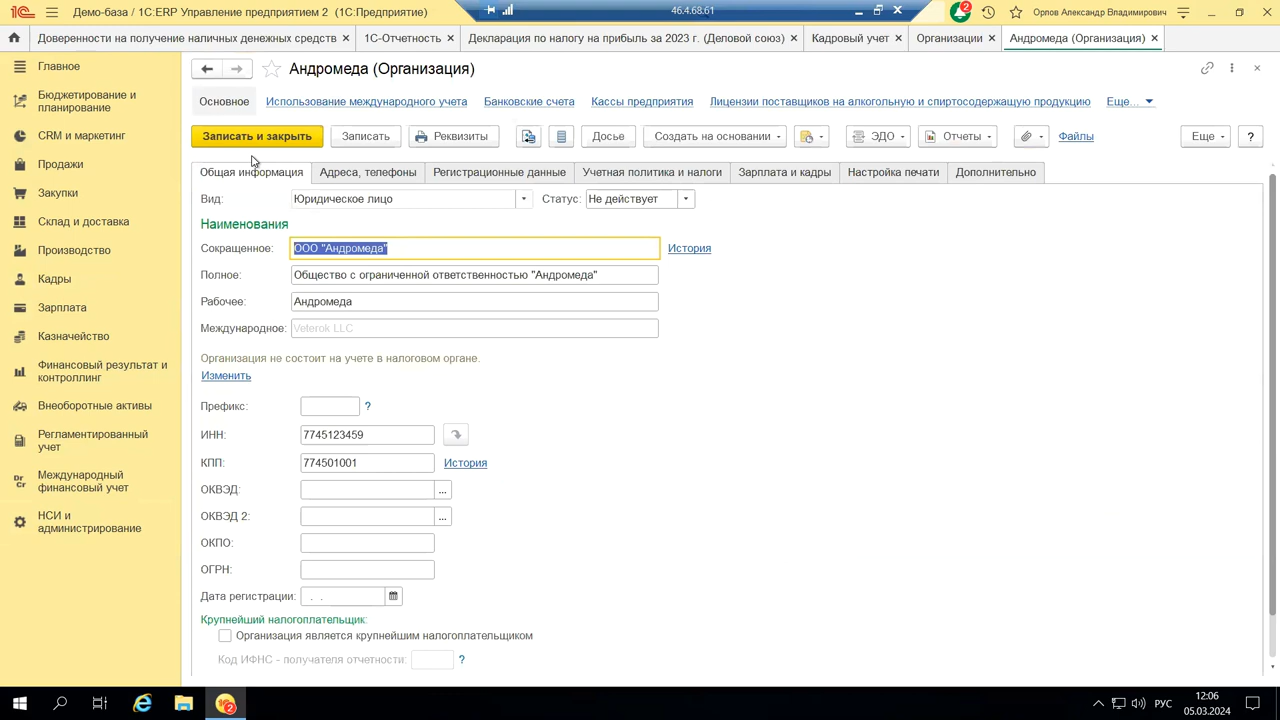 Демо-база / 1С:ERP Управление предприятием 2 (1С:Предприятие)
46.4.68.61
2
Орлов Александр Владимирович
Доверенности на получение наличных денежных средств
1С-Отчетность
Декларация по налогу на прибыль за 2023 г. (Деловой союз)
Кадровый учет
Организации
Андромеда (Организация)
Главное
Бюджетирование и
планирование
CRM и маркетинг
Продажи
Закупки
Склад и доставка
Производство
Кадры
Зарплата
Казначейство
Финансовый результат и
контроллинг
Внеоборотные активы
Регламентированный
учет
Dr
Cr
Международный
финансовый учет
НСИ и
администрирование
Андромеда (Организация)
Основное
Использование международного учета
Банковские счета
Кассы предприятия
Лицензии поставщиков на алкогольную и спиртосодержащую продукцию
Еще...
Записать и закрыть
Записать
Реквизиты
Досье
Создать на основании
ЭДО
Отчеты
Файлы
Еще
?
Общая информация
Адреса, телефоны
Регистрационные данные
Учетная политика и налоги
Зарплата и кадры
Настройка печати
Дополнительно
Вид: Юридическое лицо
Статус: Не действует
Наименования
Сокращенное: ООО "Андромеда" История
Полное: Общество с ограниченной ответственностью "Андромеда"
Рабочее: Андромеда
Международное: Veterok LLC
Организация не состоит на учете в налоговом органе.
Изменить
Префикс: ?
ИНН: 7745123459
КПП: 774501001 История
ОКВЭД: ...
ОКВЭД 2: ...
ОКПО:
ОГРН:
Дата регистрации: . .
Крупнейший налогоплательщик:
Организация является крупнейшим налогоплательщиком
Код ИФНС - получателя отчетности: ?
2
РУС
12:06
05.03.2024